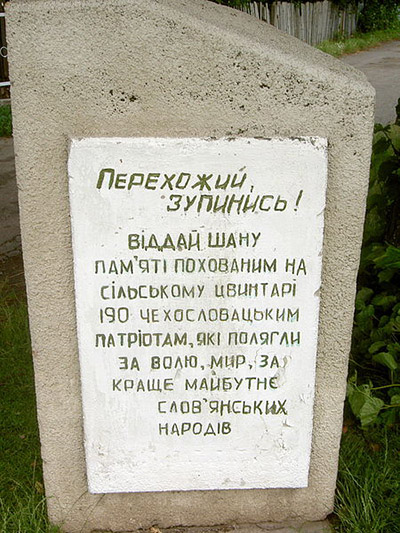 Перехожий,
зупинись!
Віддай шану
пам'яті похованим на
сільському цвинтарі
190 чехословацьким
патріотам, які полягли
за волю, мир, за
краще майбутнє
слов'янських
народів